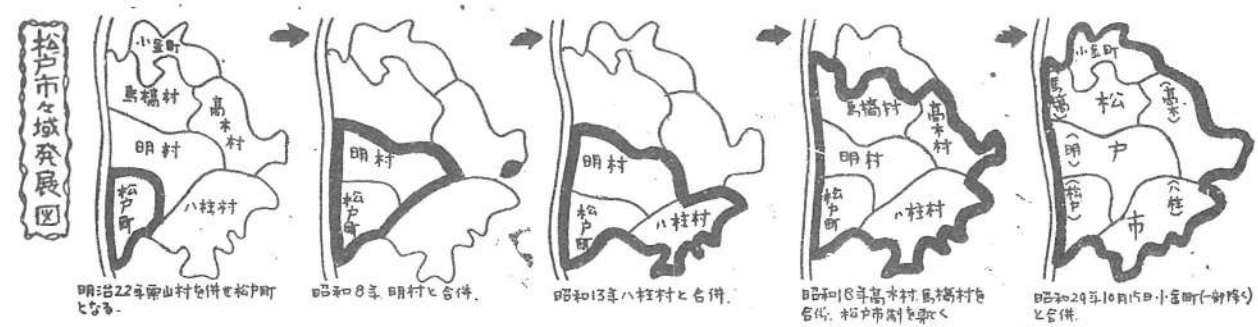 松戸市々域発展図
小金町
馬橋村
高木村
明村
松戸町
八柱村
明治22年栗山村を併せ松戸町
となる.
明村
松戸町
昭和8年 明村と合併.
明村
松戸町
八柱村
昭和13年八柱村と合併.
馬橋村
高木村
明村
松戸町
八柱村
昭和18年高木村.馬橋村を
合併. 松戸市制を敷く
小金町
(馬橋)
松
(高木)
(明)
戸
(松戸)
(八柱)
市
昭和29年10月15日小金町(一部除く)
と合併.